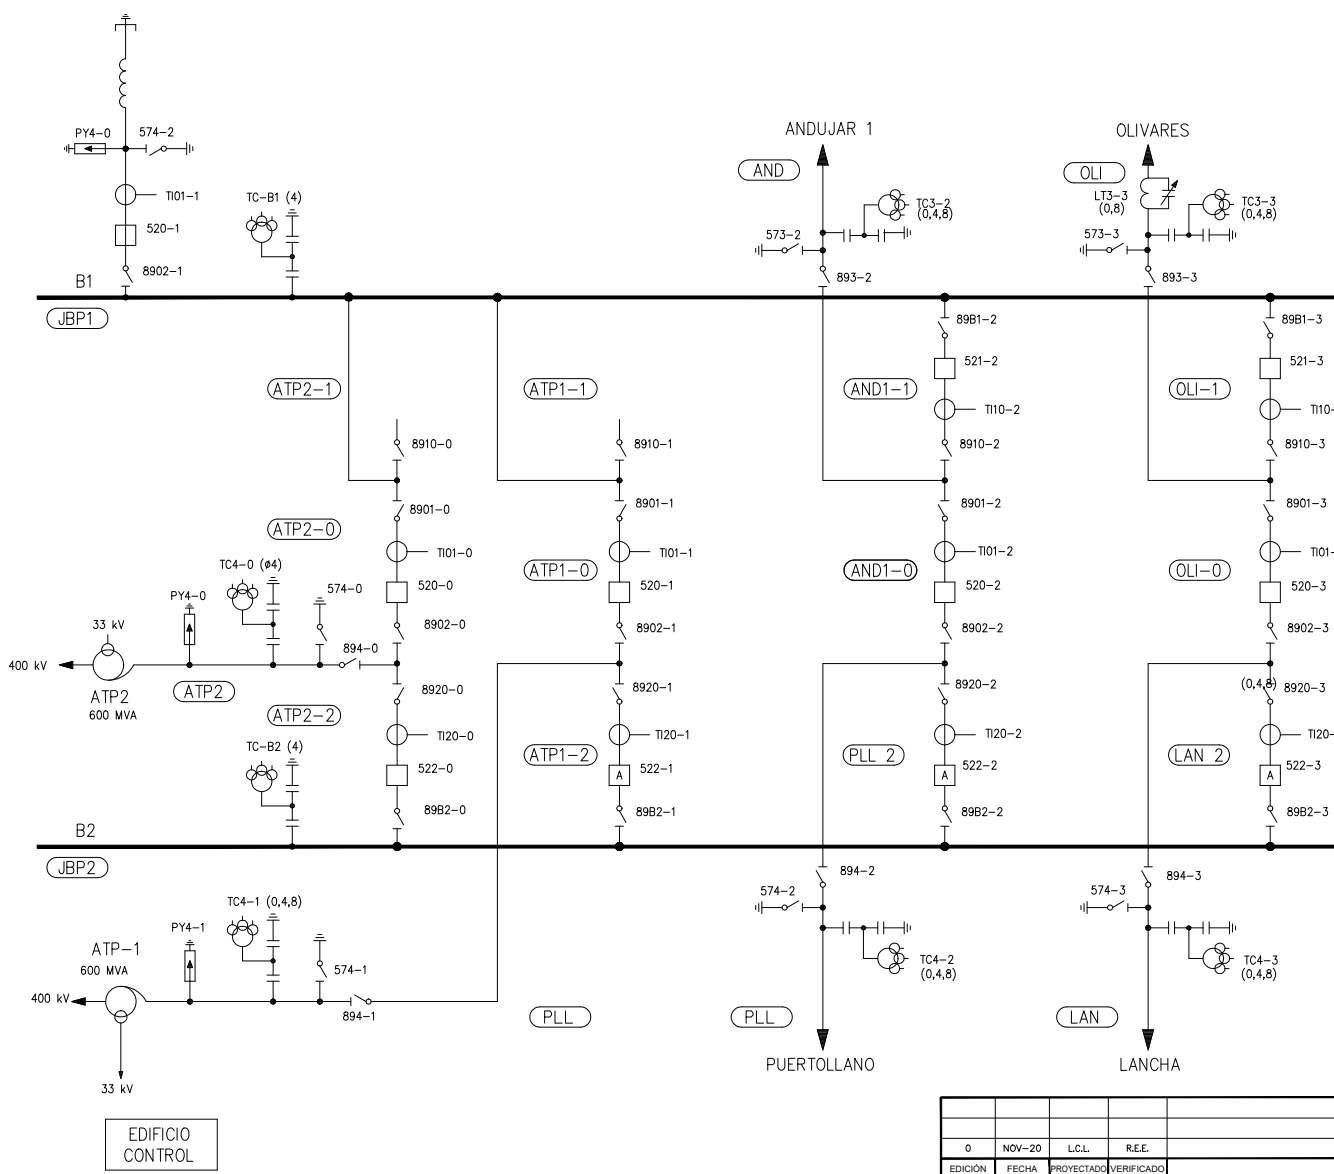 PY4-0
574-2
TI01-1
520-1
8902-1
TC-B1 (4)
B1
JBP1
ANDUJAR 1
AND
TC3-2
(0,4,8)
573-2
893-2
OLIVARES
OLI
LT3-3
(0,8)
TC3-3
(0,4,8)
573-3
893-3
ATP2-1
8910-0
8901-0
ATP2-0
TI01-0
520-0
8902-0
TC4-0 (ø4)
574-0
PY4-0
33 kV
894-0
400 kV
ATP2
600 MVA
ATP2
8920-0
ATP2-2
TI20-0
TC-B2 (4)
522-0
89B2-0
ATP1-1
8910-1
8901-1
TI01-1
ATP1-0
520-1
8902-1
8920-1
TI20-1
ATP1-2
A
522-1
89B2-1
89B1-2
521-2
AND1-1
TI10-2
8910-2
8901-2
TI01-2
AND1-0
520-2
8902-2
8920-2
TI20-2
PLL 2
A
522-2
89B2-2
89B1-3
521-3
OLI-1
TI10-
8910-3
8901-3
TI01-
OLI-0
520-3
8902-3
(0,4,8)
8920-3
TI20-
LAN 2
A
522-3
89B2-3
B2
JBP2
TC4-1 (0,4,8)
PY4-1
ATP-1
600 MVA
574-1
400 kV
894-1
33 kV
PLL
894-2
574-2
TC4-2
(0,4,8)
PLL
PUERTOLLANO
894-3
574-3
TC4-3
(0,4,8)
LAN
LANCHA
EDIFICIO
CONTROL
0 NOV-20 L.C.L. R.E.E.
EDICIÓN FECHA PROYECTADO VERIFICADO